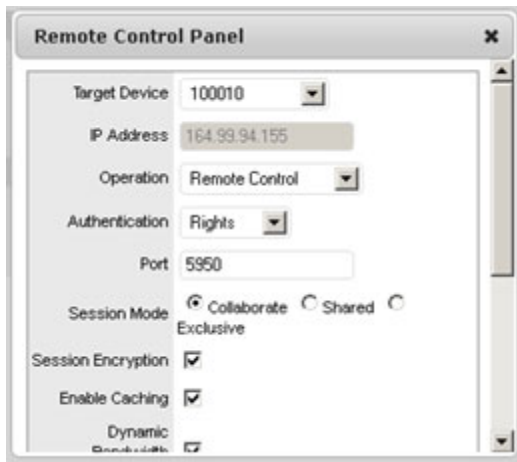 Remote Control Panel
Target Device 100010
IP Address 164.99.94.155
Operation Remote Control
Authentication Rights
Port 5950
Session Mode Collaborate Shared
Exclusive
Session Encryption
Enable Caching
Dynamic
Bandwidth